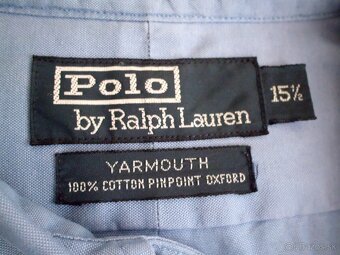 Polo
by Ralph Lauren
15½
YARMOUTH
100% COTTON PINPOINT OXFORD